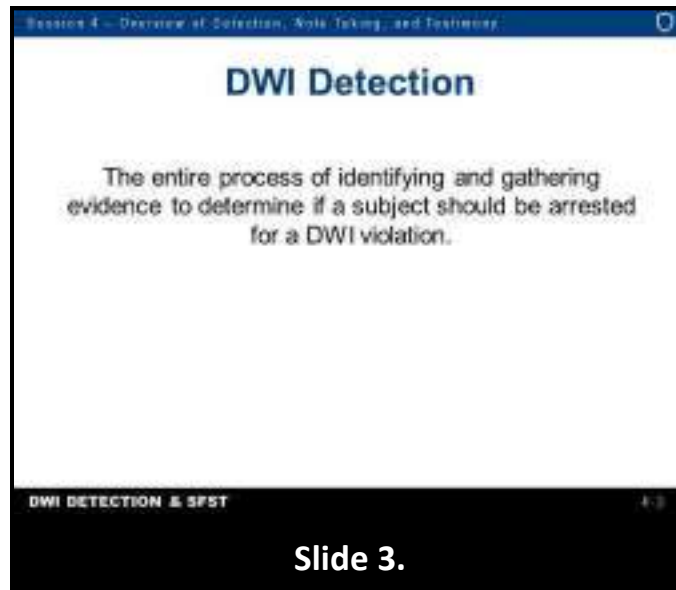 Session 4 – Overview of Detection, Note Taking, and Testimony
DWI Detection
The entire process of identifying and gathering
evidence to determine if a subject should be arrested
for a DWI violation.
DWI DETECTION & SFST
4-3
Slide 3.